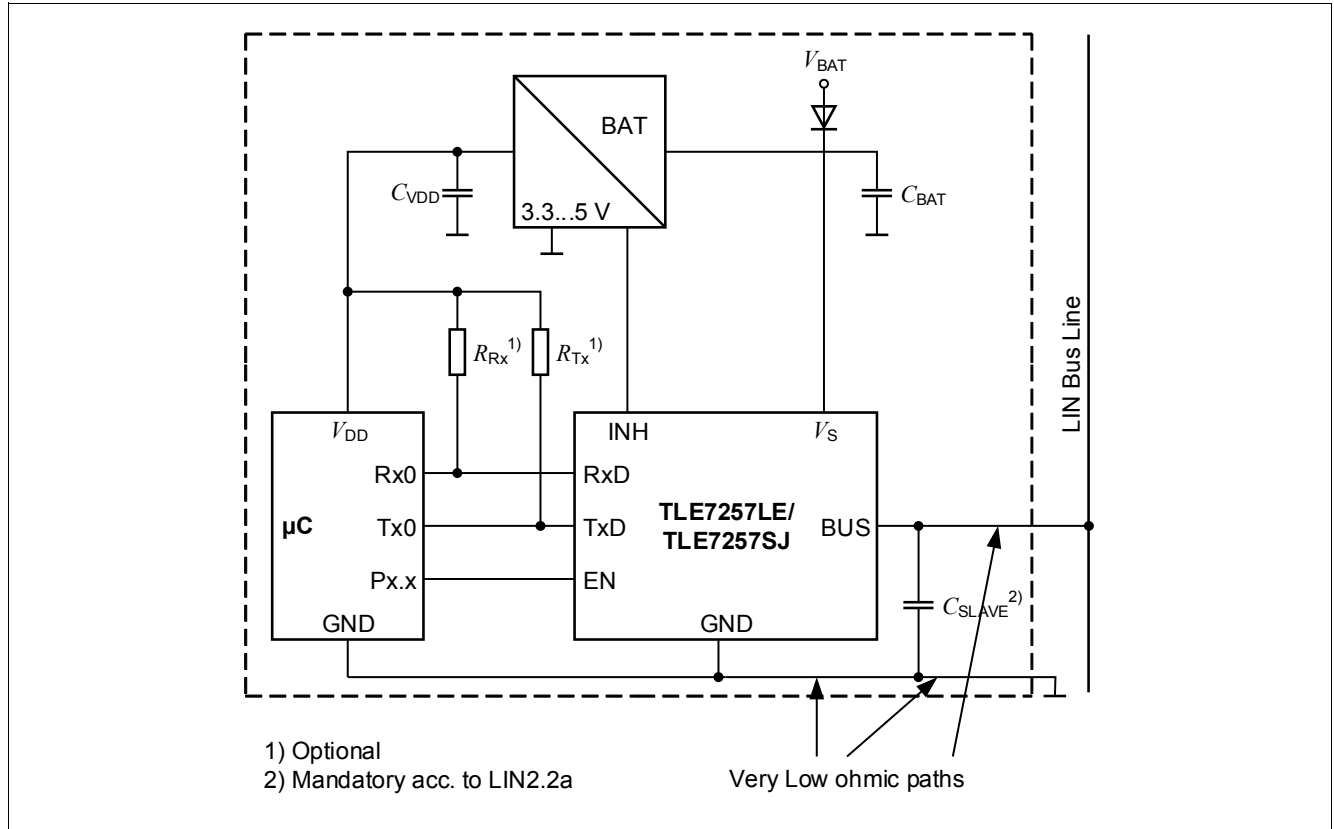 V_BAT
BAT
C_VDD
C_BAT
3.3...5 V
R_Rx 1)
R_Tx 1)
LIN Bus Line
V_DD
INH
V_S
Rx0
RxD
TLE7257LE/
TLE7257SJ
µC
Tx0
TxD
BUS
Px.x
EN
C_SLAVE 2)
GND
GND
1) Optional
2) Mandatory acc. to LIN2.2a
Very Low ohmic paths